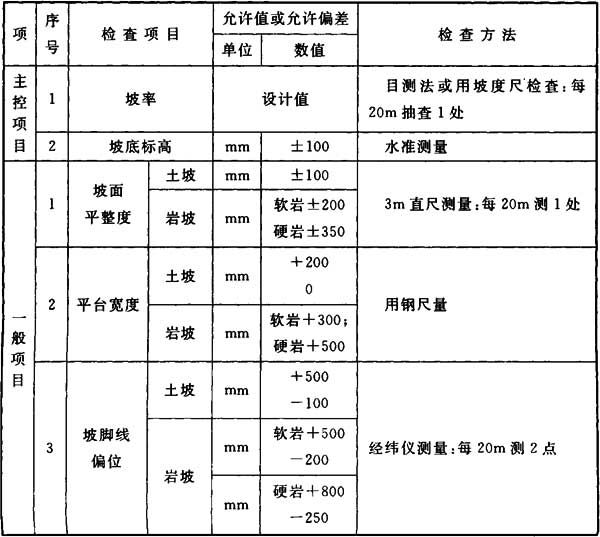 项 序号 检查项目 允许值或允许偏差 检查方法
单位 数值
主控项目 1 坡率 设计值 目测法或用坡度尺检查:每
20m抽查1处
2 坡底标高 mm ±100 水准测量
一般项目 1 坡面平整度 土坡 mm ±100 3m直尺测量:每20m测1处
岩坡 mm 软岩±200
硬岩±350
2 平台宽度 土坡 mm +200
0
用钢尺量
岩坡 mm 软岩+300;
硬岩+500
3 坡脚线偏位 土坡 mm +500
-100
经纬仪测量:每20m测2点
岩坡 mm 软岩+500
-200
mm 硬岩+800
-250